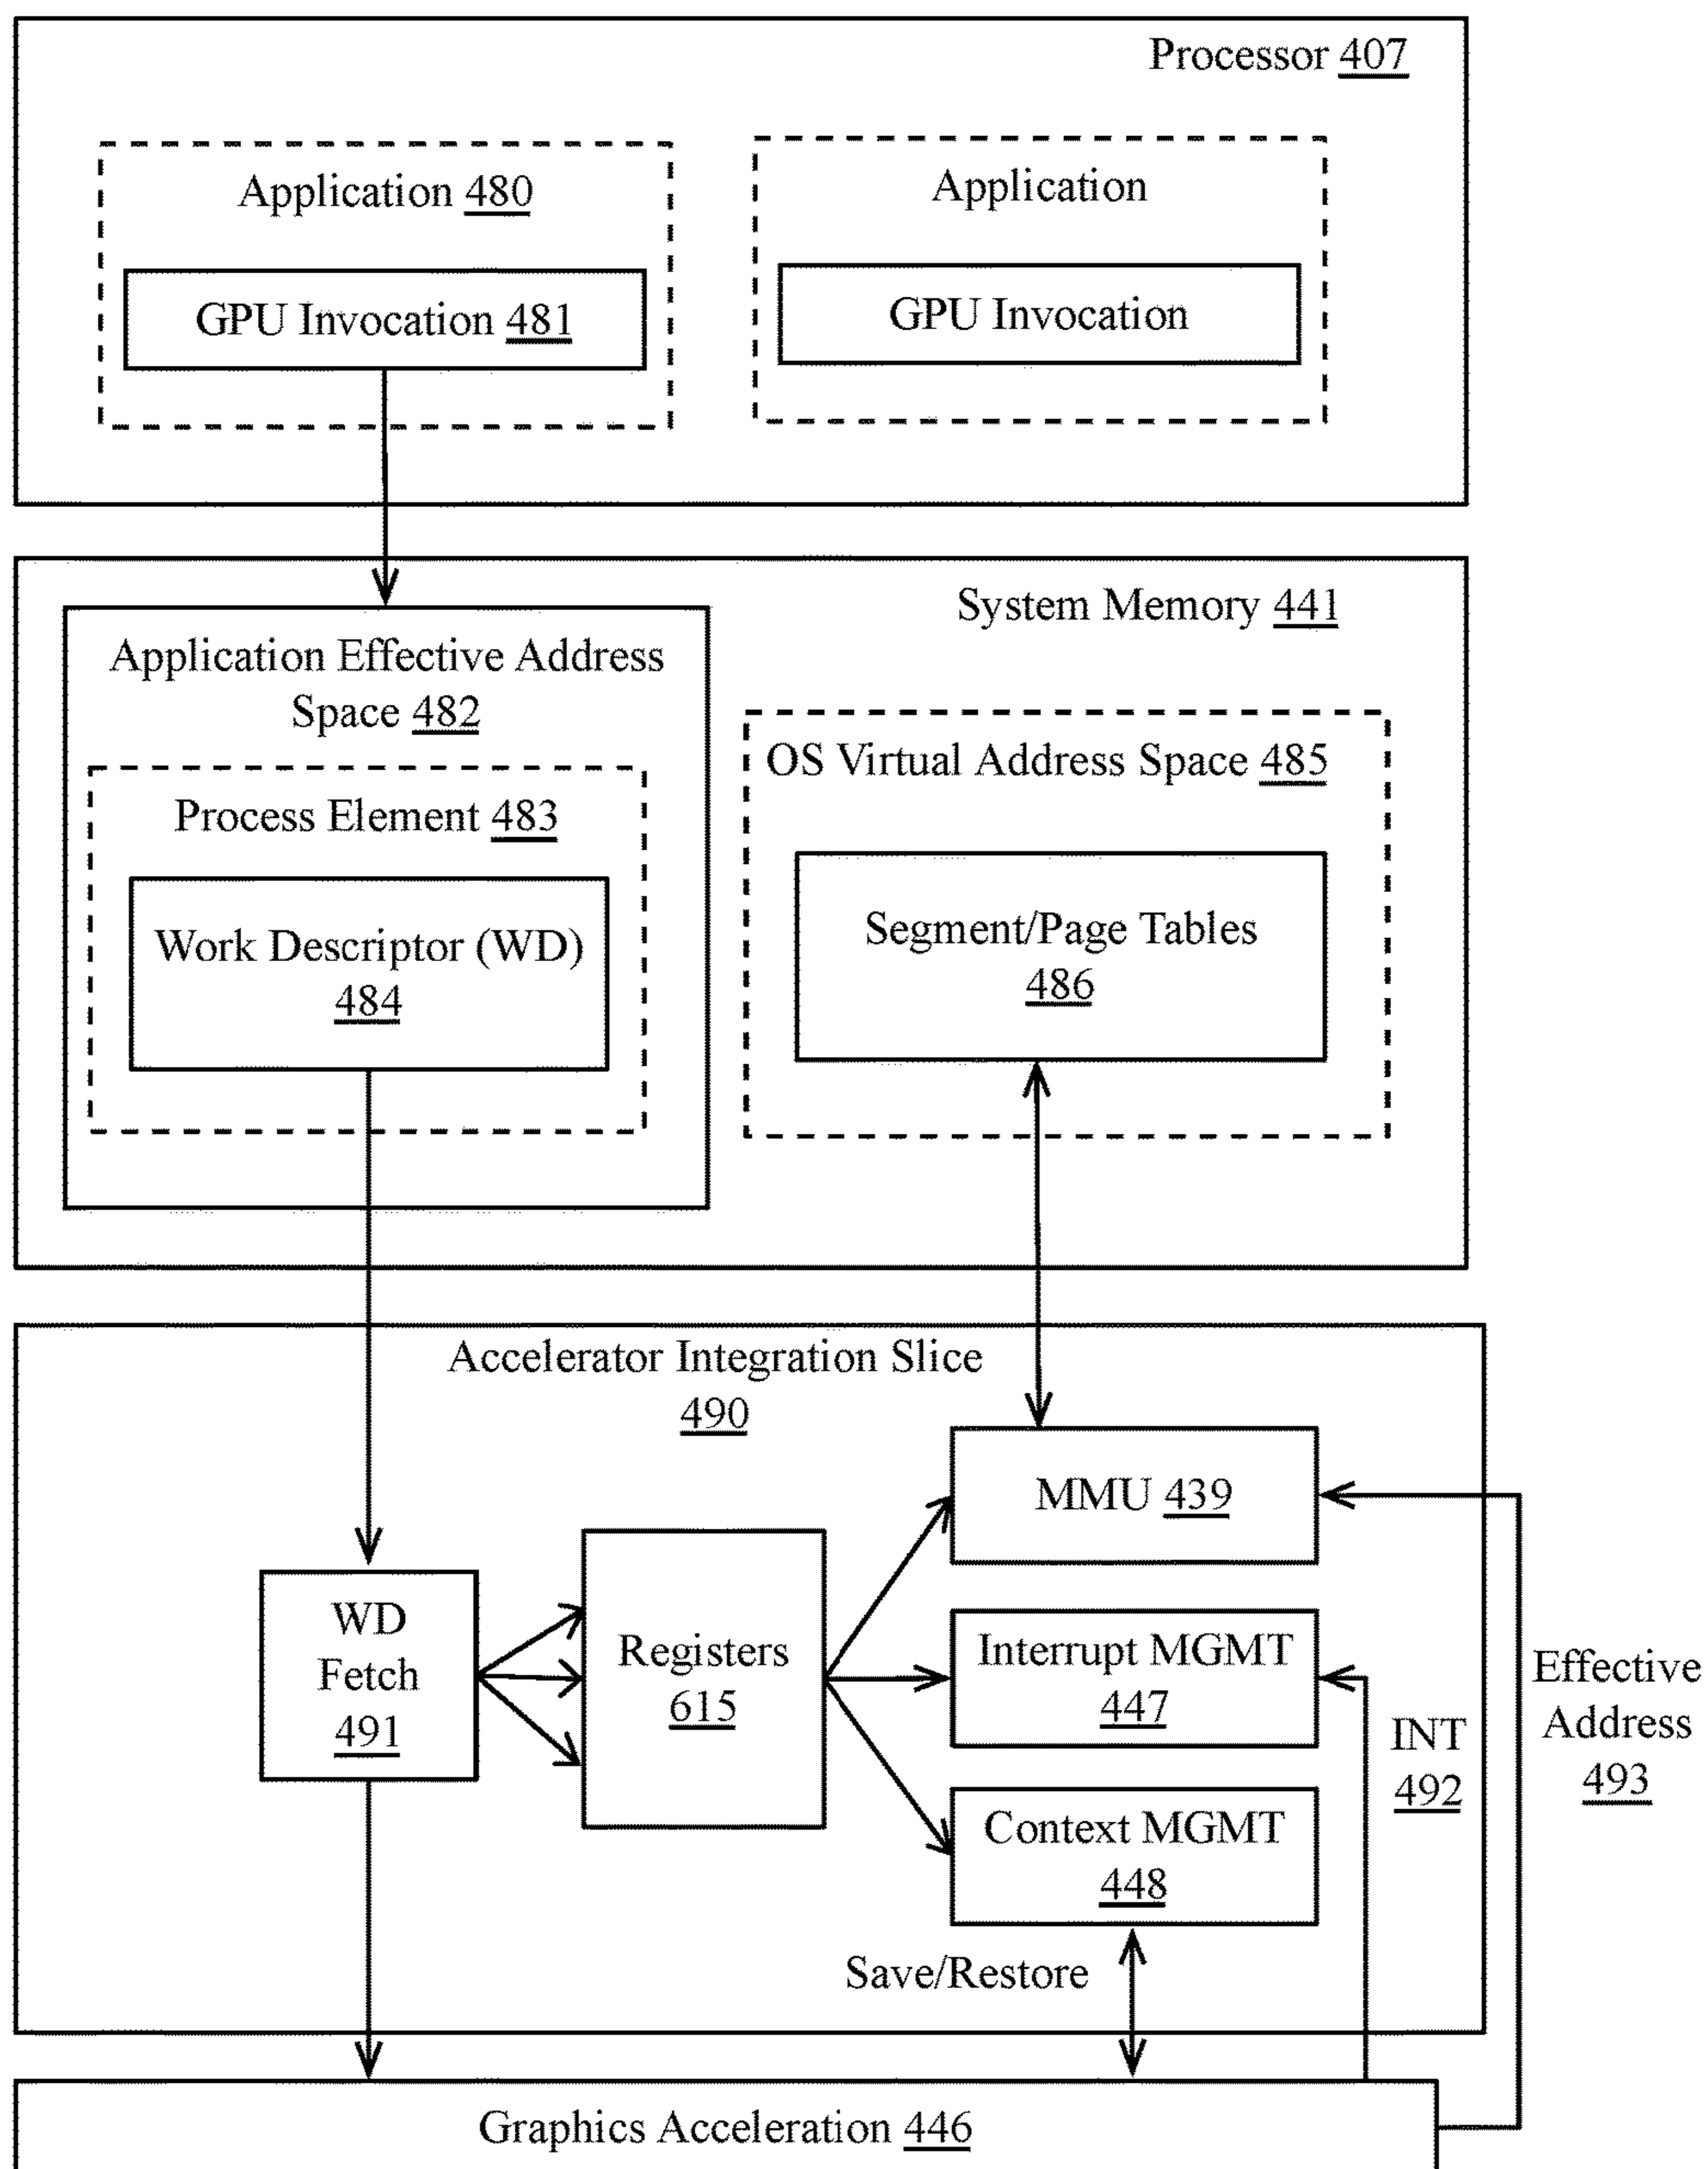 Processor 407
Application 480
Application
GPU Invocation 481
GPU Invocation
System Memory 441
Application Effective Address
Space 482
OS Virtual Address Space 485
Process Element 483
Segment/Page Tables
486
Work Descriptor (WD)
484
Accelerator Integration Slice
490
MMU 439
WD
Fetch
491
Registers
615
Interrupt MGMT
447
Effective
Address
493
INT
492
Context MGMT
448
Save/Restore
Graphics Acceleration 446